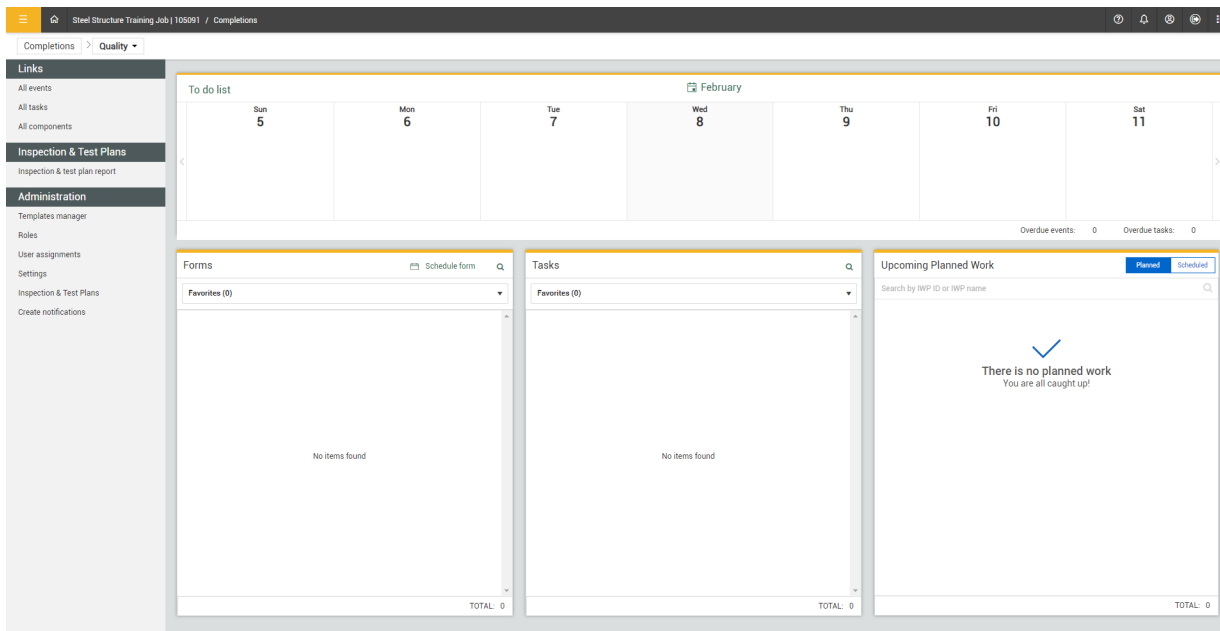 Steel Structure Training Job | 105091 / Completions
Completions > Quality
Links
All events
All tasks
All components
Inspection & Test Plans
Inspection & test plan report
Administration
Templates manager
Roles
User assignments
Settings
Inspection & Test Plans
Create notifications
To do list
February
Sun Mon Tue Wed Thu Fri Sat
5 6 7 8 9 10 11
Overdue events: 0 Overdue tasks: 0
Forms Schedule form
Favorites (0)
No items found
TOTAL: 0
Tasks
Favorites (0)
No items found
TOTAL: 0
Upcoming Planned Work Planned Scheduled
Search by IWP ID or IWP name
There is no planned work
You are all caught up!
TOTAL: 0